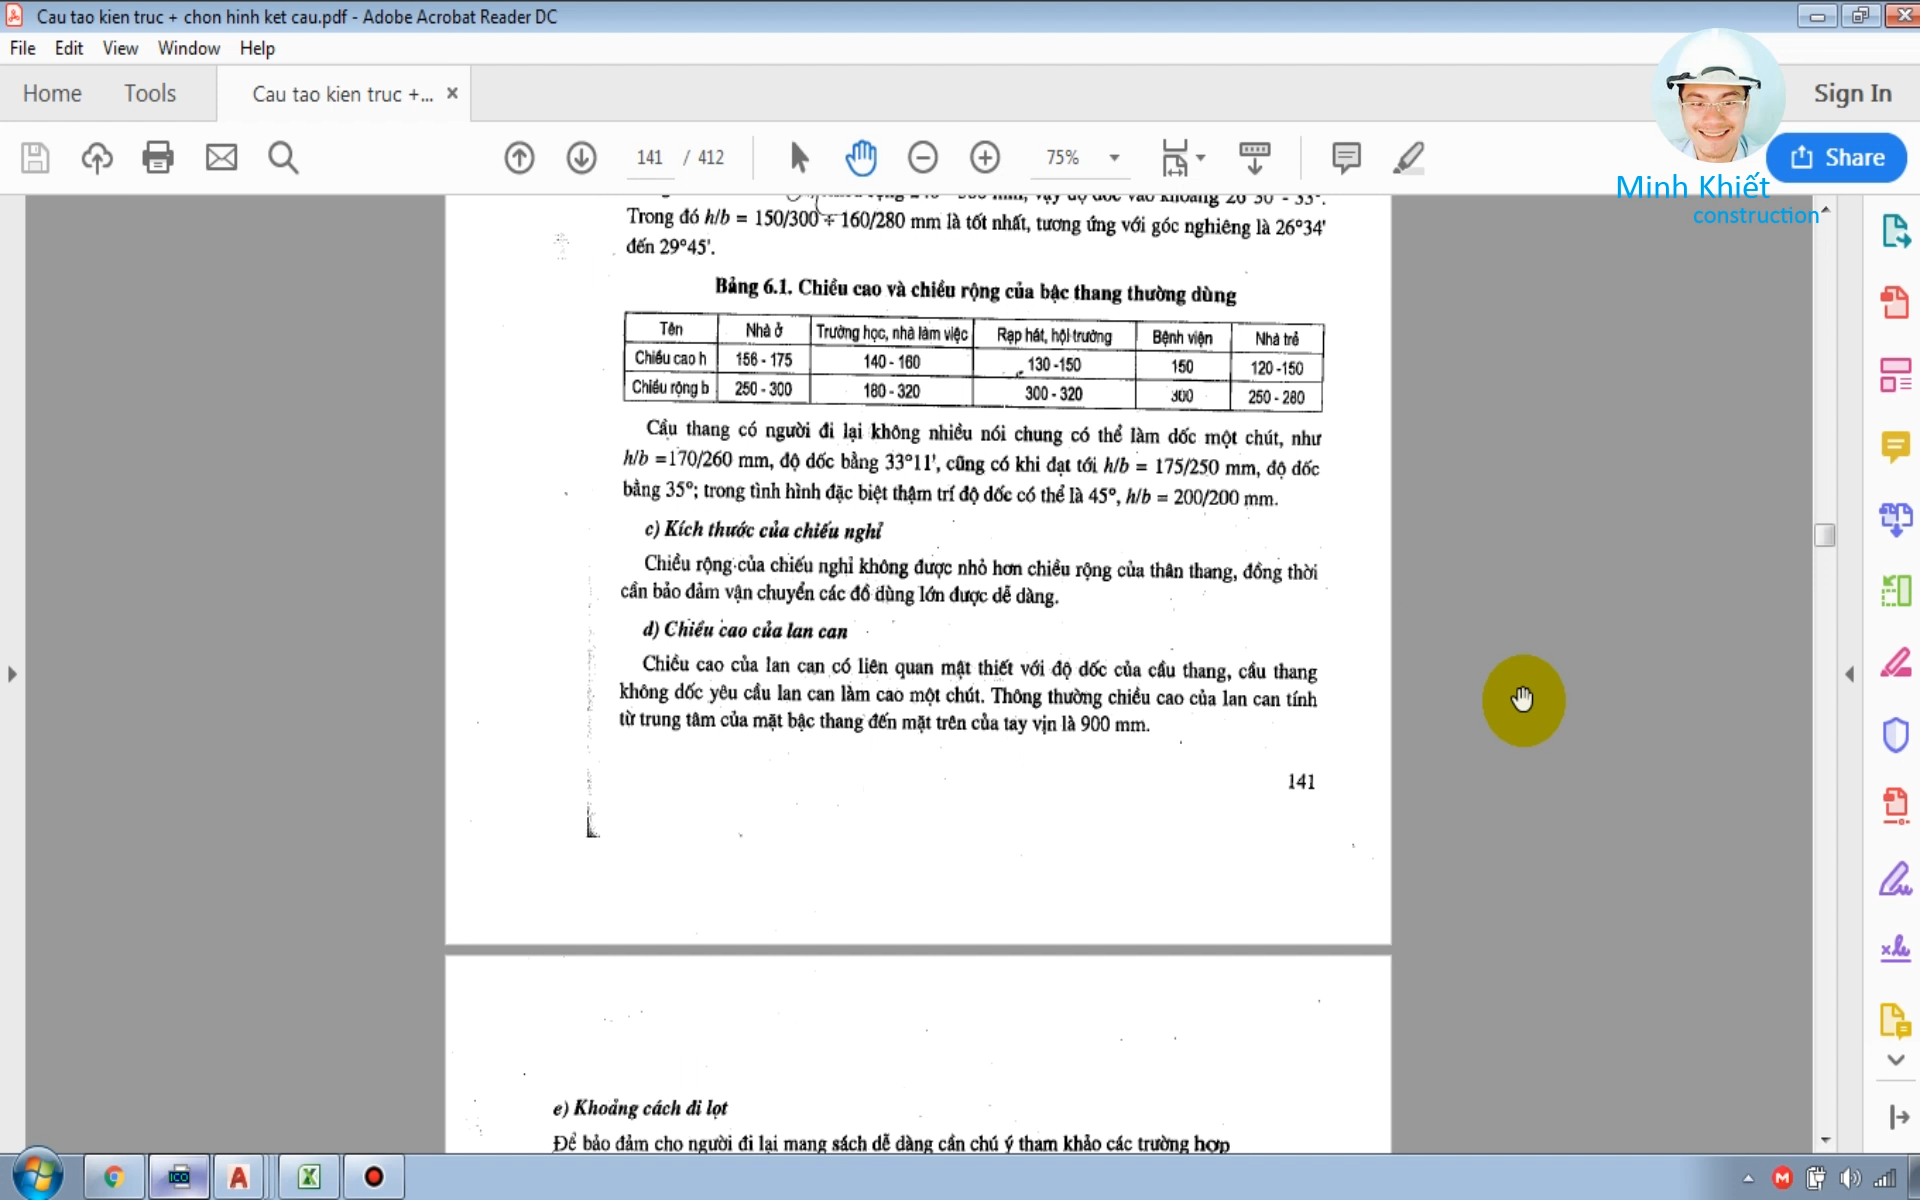 Cau tao kien truc + chon hinh ket cau.pdf - Adobe Acrobat Reader DC
File Edit View Window Help
Home Tools Cau tao kien truc +... × Sign In
141 / 412 75% Share
Minh Khiết
construction
Trong đó h/b = 150/300 ÷ 160/280 mm là tốt nhất, tương ứng với góc nghiêng là 26°34'
đến 29°45'.
Bảng 6.1. Chiều cao và chiều rộng của bậc thang thường dùng
Tên Nhà ở Trường học, nhà làm việc Rạp hát, hội trường Bệnh viện Nhà trẻ
Chiều cao h 156 - 175 140 - 160 130 -150 150 120 -150
Chiều rộng b 250 - 300 180 - 320 300 - 320 300 250 - 280
Cầu thang có người đi lại không nhiều nói chung có thể làm dốc một chút, như
h/b =170/260 mm, độ dốc bằng 33°11', cũng có khi đạt tới h/b = 175/250 mm, độ dốc
bằng 35°; trong tình hình đặc biệt thậm trí độ dốc có thể là 45°, h/b = 200/200 mm.
c) Kích thước của chiếu nghỉ
Chiều rộng của chiếu nghỉ không được nhỏ hơn chiều rộng của thân thang, đồng thời
cần bảo đảm vận chuyển các đồ dùng lớn được dễ dàng.
d) Chiều cao của lan can
Chiều cao của lan can có liên quan mật thiết với độ dốc của cầu thang, cầu thang
không dốc yêu cầu lan can làm cao một chút. Thông thường chiều cao của lan can tính
từ trung tâm của mặt bậc thang đến mặt trên của tay vịn là 900 mm.
141
e) Khoảng cách đi lọt
Để bảo đảm cho người đi lại mang sách dễ dàng cần chú ý tham khảo các trường hợp